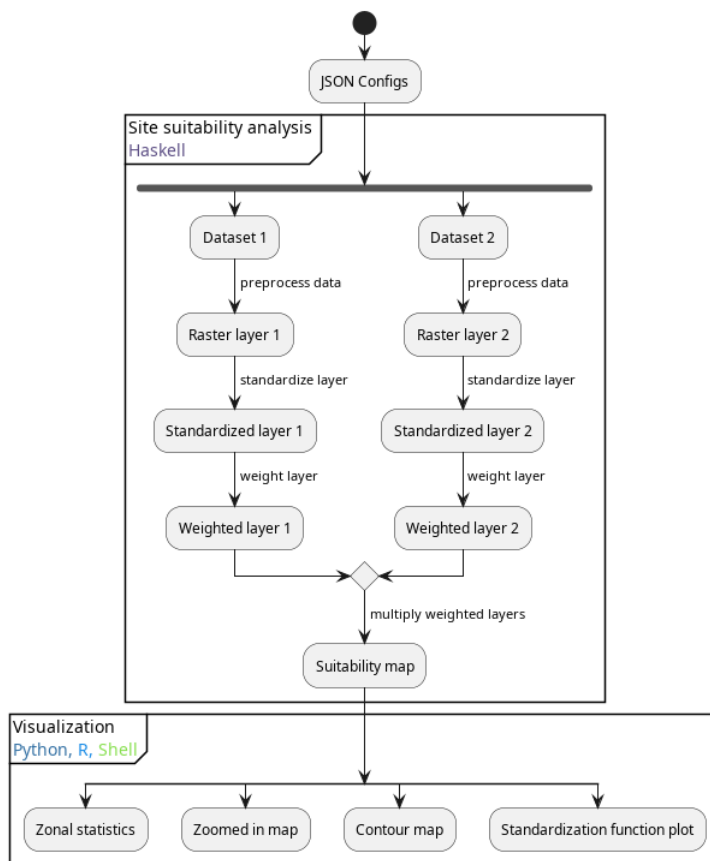 JSON Configs
Site suitability analysis
Haskell
Dataset 1
Dataset 2
preprocess data
preprocess data
Raster layer 1
Raster layer 2
standardize layer
standardize layer
Standardized layer 1
Standardized layer 2
weight layer
weight layer
Weighted layer 1
Weighted layer 2
multiply weighted layers
Suitability map
Visualization
Python, R, Shell
Zonal statistics
Zoomed in map
Contour map
Standardization function plot